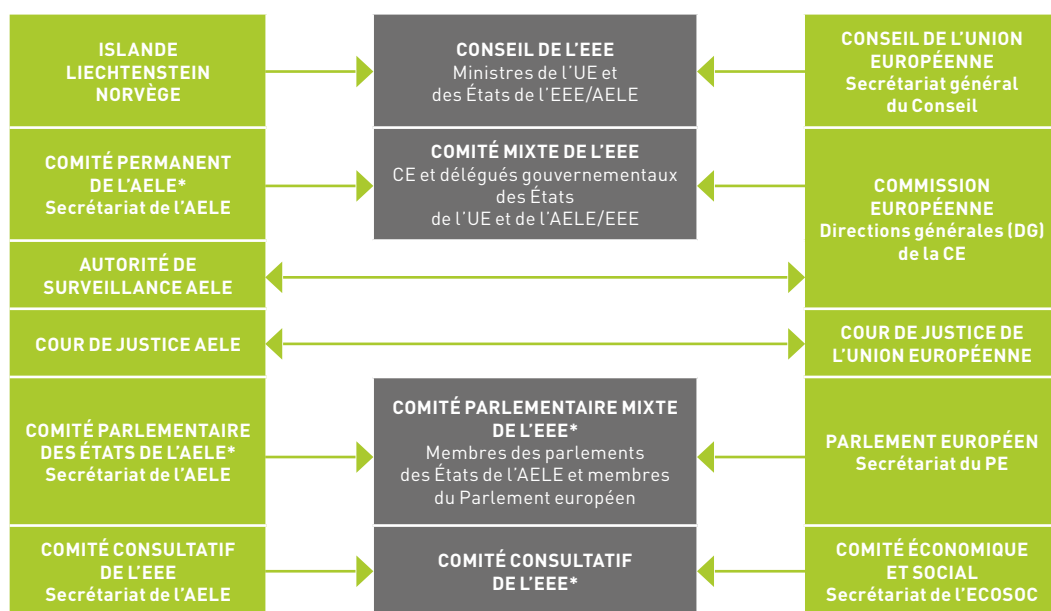 ISLANDE
LIECHTENSTEIN
NORVÈGE
CONSEIL DE L'EEE
Ministres de l'UE et
des États de l'EEE/AELE
CONSEIL DE L'UNION
EUROPÉENNE
Secrétariat général
du Conseil
COMITÉ PERMANENT
DE L'AELE*
Secrétariat de l'AELE
COMITÉ MIXTE DE L'EEE
CE et délégués gouvernementaux
des États
de l'UE et de l'AELE/EEE
COMMISSION
EUROPÉENNE
Directions générales (DG)
de la CE
AUTORITÉ DE
SURVEILLANCE AELE
COUR DE JUSTICE AELE
COUR DE JUSTICE DE
L'UNION EUROPÉENNE
COMITÉ PARLEMENTAIRE
DES ÉTATS DE L'AELE*
Secrétariat de l'AELE
COMITÉ PARLEMENTAIRE MIXTE
DE L'EEE*
Membres des parlements
des États de l'AELE et membres
du Parlement européen
PARLEMENT EUROPÉEN
Secrétariat du PE
COMITÉ CONSULTATIF
DE L'EEE
Secrétariat de l'AELE
COMITÉ CONSULTATIF
DE L'EEE*
COMITÉ ÉCONOMIQUE
ET SOCIAL
Secrétariat de l'ECOSOC